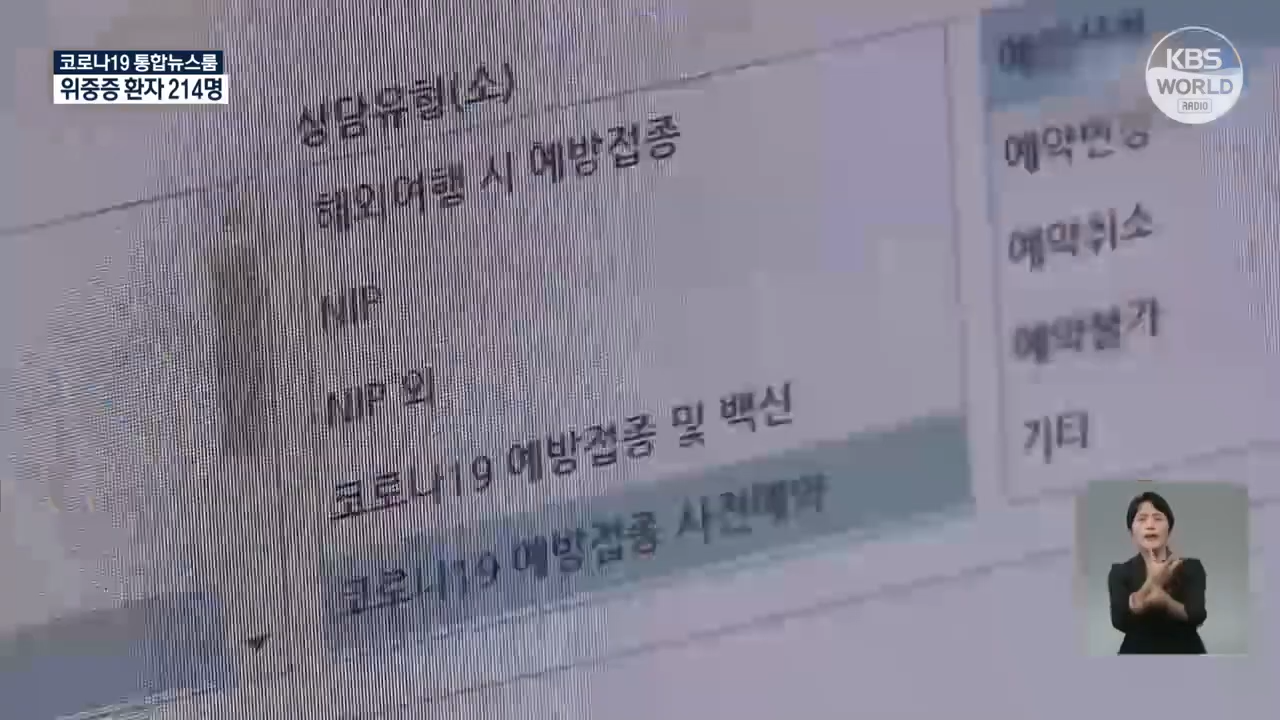 코로나19 통합뉴스룸
위중증 환자 214명
KBS
WORLD
RADIO
상담유형(소)
해외여행 시 예방접종
NIP
NIP 외
코로나19 예방접종 및 백신
코로나19 예방접종 사전예약
예약변경
예약취소
예약불가
기타